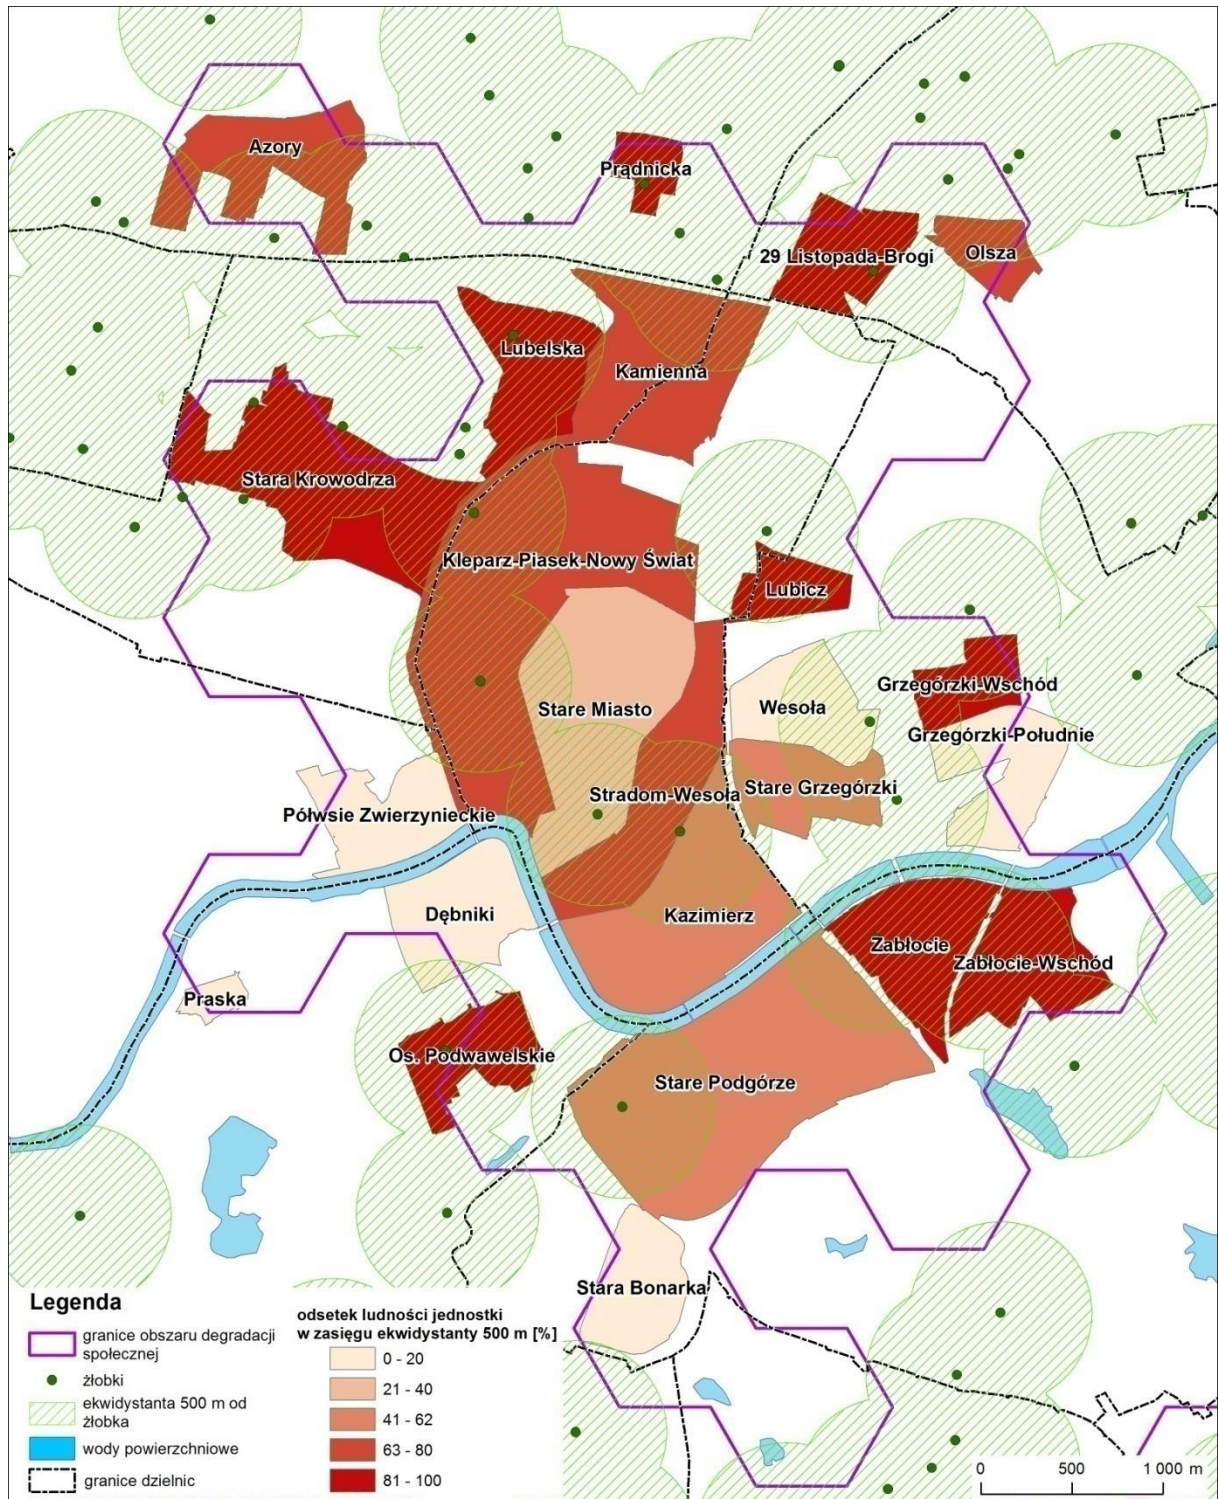 Azory
Prądnicka
29 Listopada-Brogi
Olsza
Lubelska
Kamienna
Stara Krowodrza
Kleparz-Piasek-Nowy Świat
Lubicz
Grzegórzki-Wschód
Stare Miasto
Wesoła
Grzegórzki-Południe
Stradom-Wesoła
Stare Grzegórzki
Półwsie Zwierzynieckie
Dębniki
Kazimierz
Zabłocie
Zabłocie-Wschód
Praska
Os. Podwawelskie
Stare Podgórze
Stara Bonarka
Legenda
granice obszaru degradacji
społecznej
żłobki
ekwidystanta 500 m od
żłobka
wody powierzchniowe
granice dzielnic
odsetek ludności jednostki
w zasięgu ekwidystanty 500 m [%]
0 - 20
21 - 40
41 - 62
63 - 80
81 - 100
0 500 1 000 m